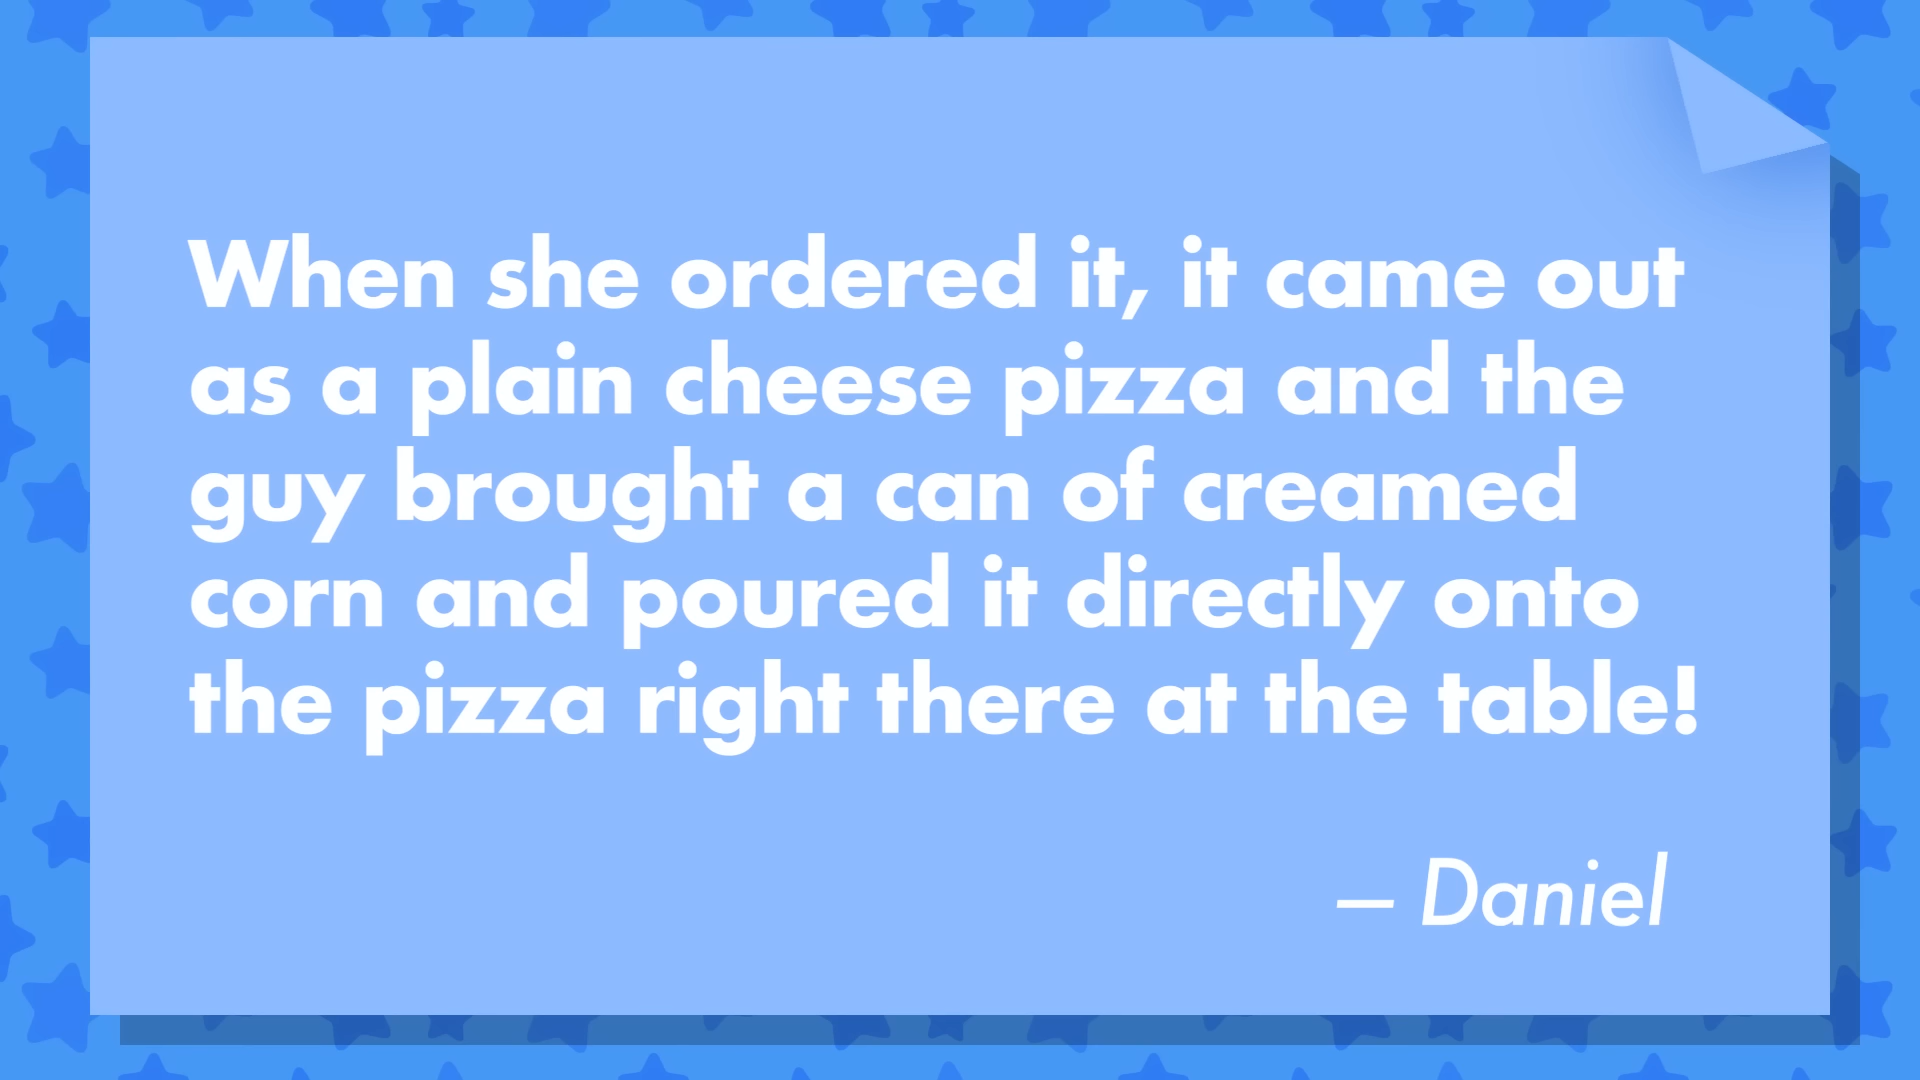 When she ordered it, it came out
as a plain cheese pizza and the
guy brought a can of creamed
corn and poured it directly onto
the pizza right there at the table!
— Daniel